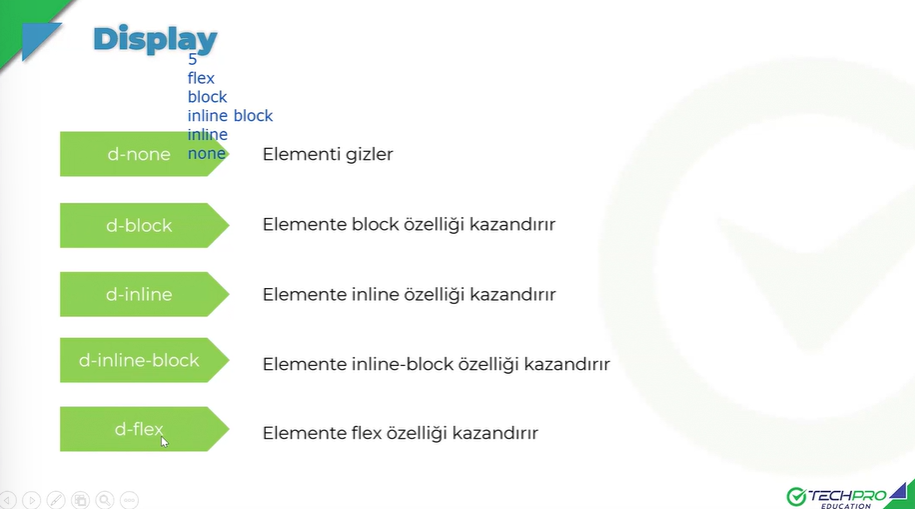 Display
5
flex
block
inline block
inline
none
d-none
Elementi gizler
d-block
Elemente block özelliği kazandırır
d-inline
Elemente inline özelliği kazandırır
d-inline-block
Elemente inline-block özelliği kazandırır
d-flex
Elemente flex özelliği kazandırır
TECHPRO
EDUCATION